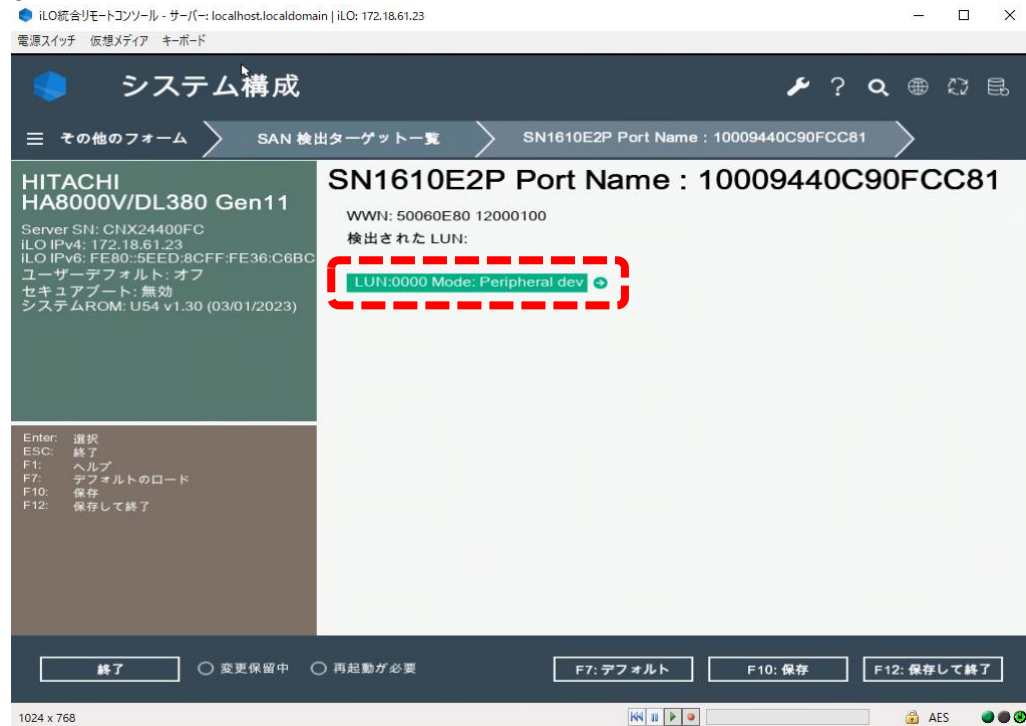 iLO統合リモートコンソール - サーバー: localhost.localdomain | iLO: 172.18.61.23
電源スイッチ 仮想メディア キーボード
システム構成
その他のフォーム SAN 検出ターゲット一覧 SN1610E2P Port Name : 10009440C90FCC81
HITACHI
HA8000V/DL380 Gen11
Server SN: CNX24400FC
iLO IPv4: 172.18.61.23
iLO IPv6: FE80::5EED:8CFF:FE36:C6BC
ユーザーデフォルト: オフ
セキュアブート: 無効
システムROM: U54 v1.30 (03/01/2023)
SN1610E2P Port Name : 10009440C90FCC81
WWN: 50060E80 12000100
検出された LUN:
LUN:0000 Mode: Peripheral dev
Enter: 選択
ESC: 終了
F1: ヘルプ
F7: デフォルトのロード
F10: 保存
F12: 保存して終了
終了 変更保留中 再起動が必要 F7: デフォルト F10: 保存 F12: 保存して終了
1024 x 768 AES